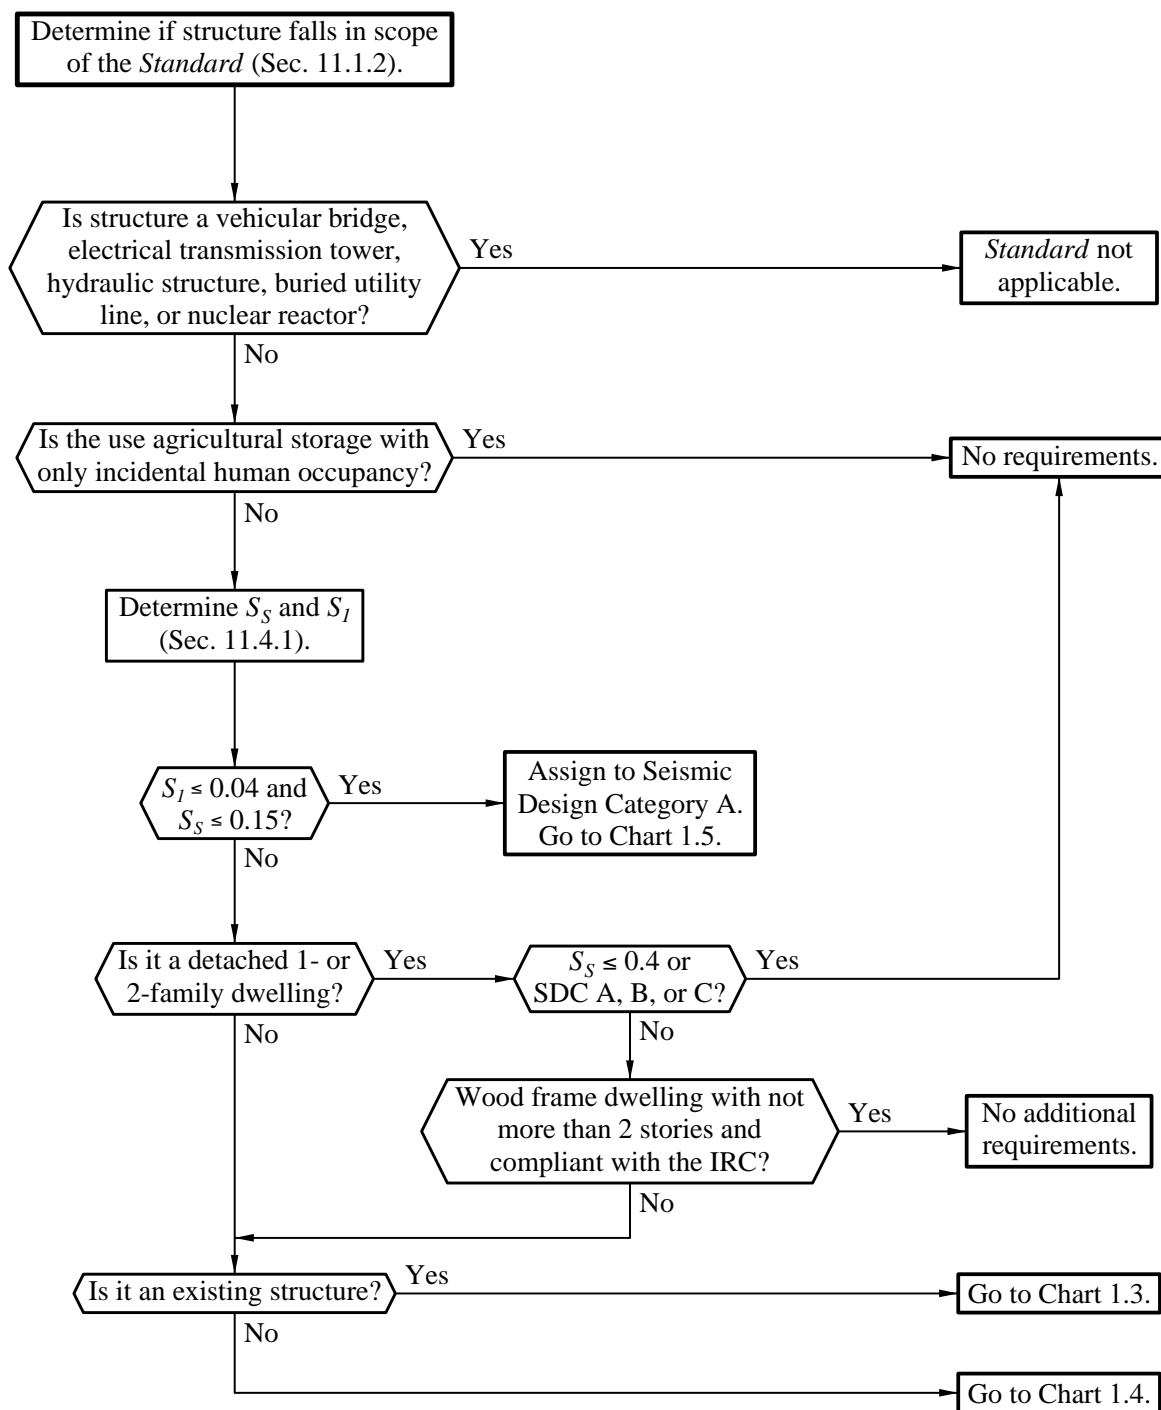 Determine if structure falls in scope
of the Standard (Sec. 11.1.2).
Is structure a vehicular bridge,
electrical transmission tower,
hydraulic structure, buried utility
line, or nuclear reactor?
Yes
Standard not
applicable.
No
Is the use agricultural storage with
only incidental human occupancy?
Yes
No requirements.
No
Determine S_S and S_1
(Sec. 11.4.1).
S_1 ≤ 0.04 and
S_S ≤ 0.15?
Yes
Assign to Seismic
Design Category A.
Go to Chart 1.5.
No
Is it a detached 1- or
2-family dwelling?
Yes
S_S ≤ 0.4 or
SDC A, B, or C?
Yes
No
No
Wood frame dwelling with not
more than 2 stories and
compliant with the IRC?
Yes
No additional
requirements.
No
Is it an existing structure?
Yes
Go to Chart 1.3.
No
Go to Chart 1.4.